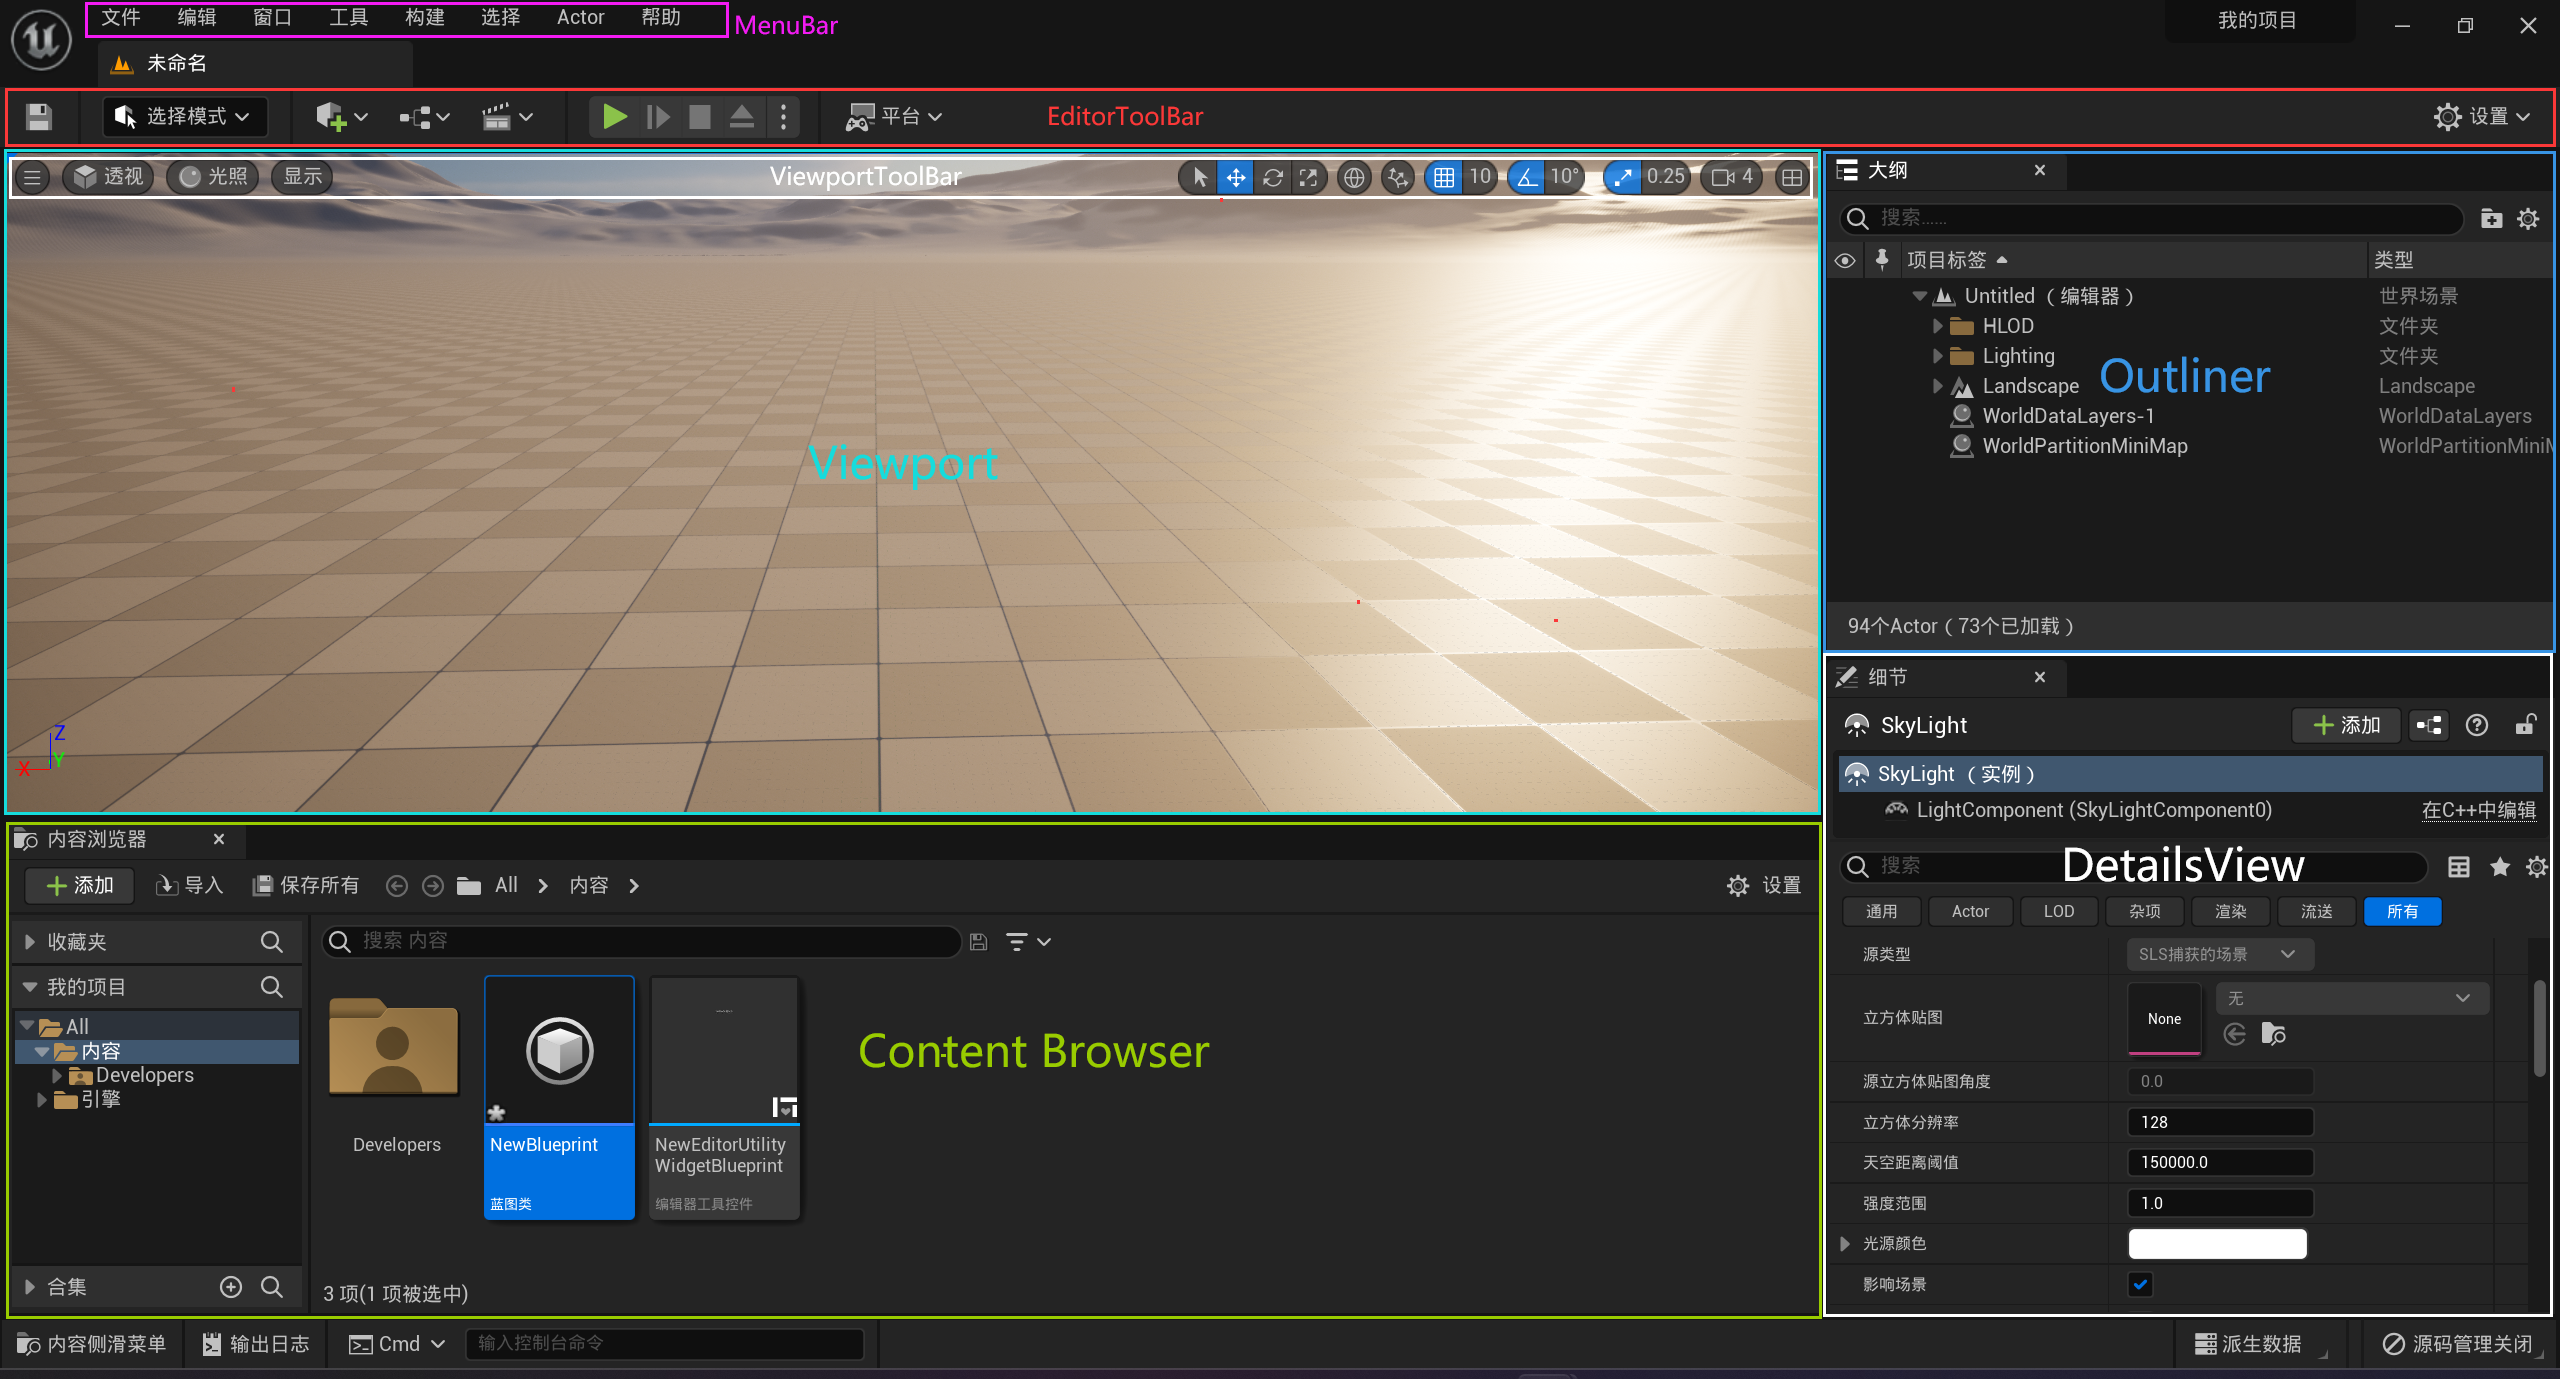 文件 编辑 窗口 工具 构建 选择 Actor 帮助 MenuBar 我的项目
未命名
选择模式 平台 EditorToolBar 设置
透视 光照 显示 ViewportToolBar 10 10° 0.25 4
Viewport
Z
Y
X
大纲
搜索......
项目标签 类型
Untitled （编辑器） 世界场景
HLOD 文件夹
Lighting 文件夹
Landscape Landscape
Outliner
WorldDataLayers-1 WorldDataLayers
WorldPartitionMiniMap WorldPartitionMiniM
94个Actor（73个已加载）
细节
SkyLight 添加
SkyLight （实例）
LightComponent (SkyLightComponent0) 在C++中编辑
搜索 DetailsView
通用 Actor LOD 杂项 渲染 流送 所有
源类型 SLS捕获的场景
立方体贴图 None 无
源立方体贴图角度 0.0
立方体分辨率 128
天空距离阈值 150000.0
强度范围 1.0
光源颜色
影响场景
内容浏览器
添加 导入 保存所有 All 内容 设置
收藏夹
我的项目
All
内容
Developers
引擎
合集
搜索 内容
Content Browser
Developers
NewBlueprint
蓝图类
NewEditorUtility
WidgetBlueprint
编辑器工具控件
3 项(1 项被选中)
内容侧滑菜单 输出日志 Cmd 输入控制台命令 派生数据 源码管理关闭